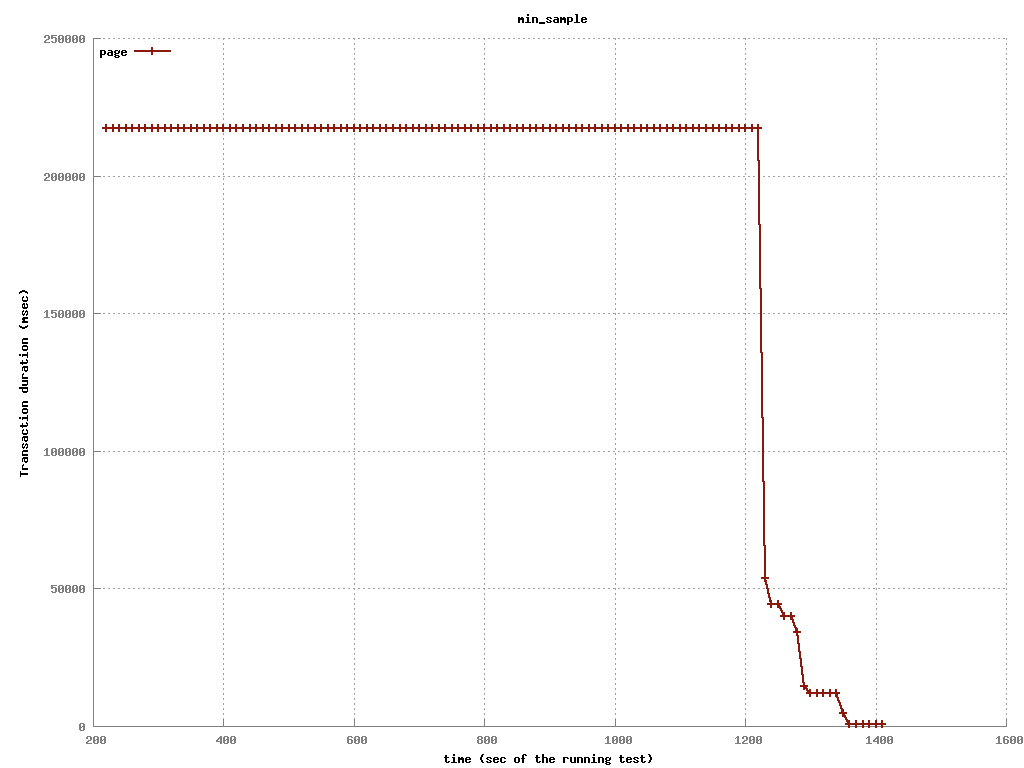 min_sample
page
250000
200000
150000
100000
50000
0
Transaction duration (msec)
200 400 600 800 1000 1200 1400 1600
time (sec of the running test)